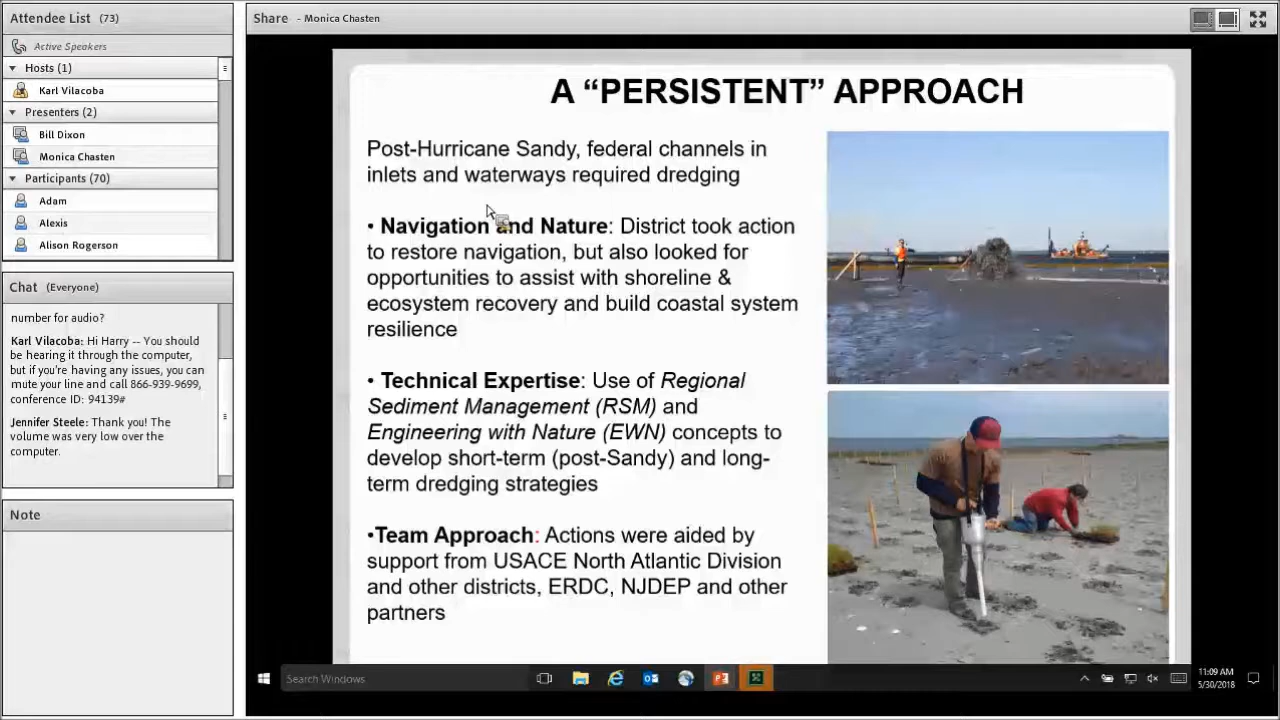 Attendee List (73)
Active Speakers
Hosts (1)
Karl Vilacoba
Presenters (2)
Bill Dixon
Monica Chasten
Participants (70)
Adam
Alexis
Alison Rogerson
Chat (Everyone)
number for audio?
Karl Vilacoba: Hi Harry -- You should
be hearing it through the computer,
but if you're having any issues, you can
mute your line and call 866-939-9699,
conference ID: 94139#
Jennifer Steele: Thank you! The
volume was very low over the
computer.
Note
Share - Monica Chasten
A “PERSISTENT” APPROACH
Post-Hurricane Sandy, federal channels in
inlets and waterways required dredging
• Navigation and Nature: District took action
to restore navigation, but also looked for
opportunities to assist with shoreline &
ecosystem recovery and build coastal system
resilience
• Technical Expertise: Use of Regional
Sediment Management (RSM) and
Engineering with Nature (EWN) concepts to
develop short-term (post-Sandy) and long-
term dredging strategies
•Team Approach: Actions were aided by
support from USACE North Atlantic Division
and other districts, ERDC, NJDEP and other
partners
Search Windows
11:09 AM
5/30/2018